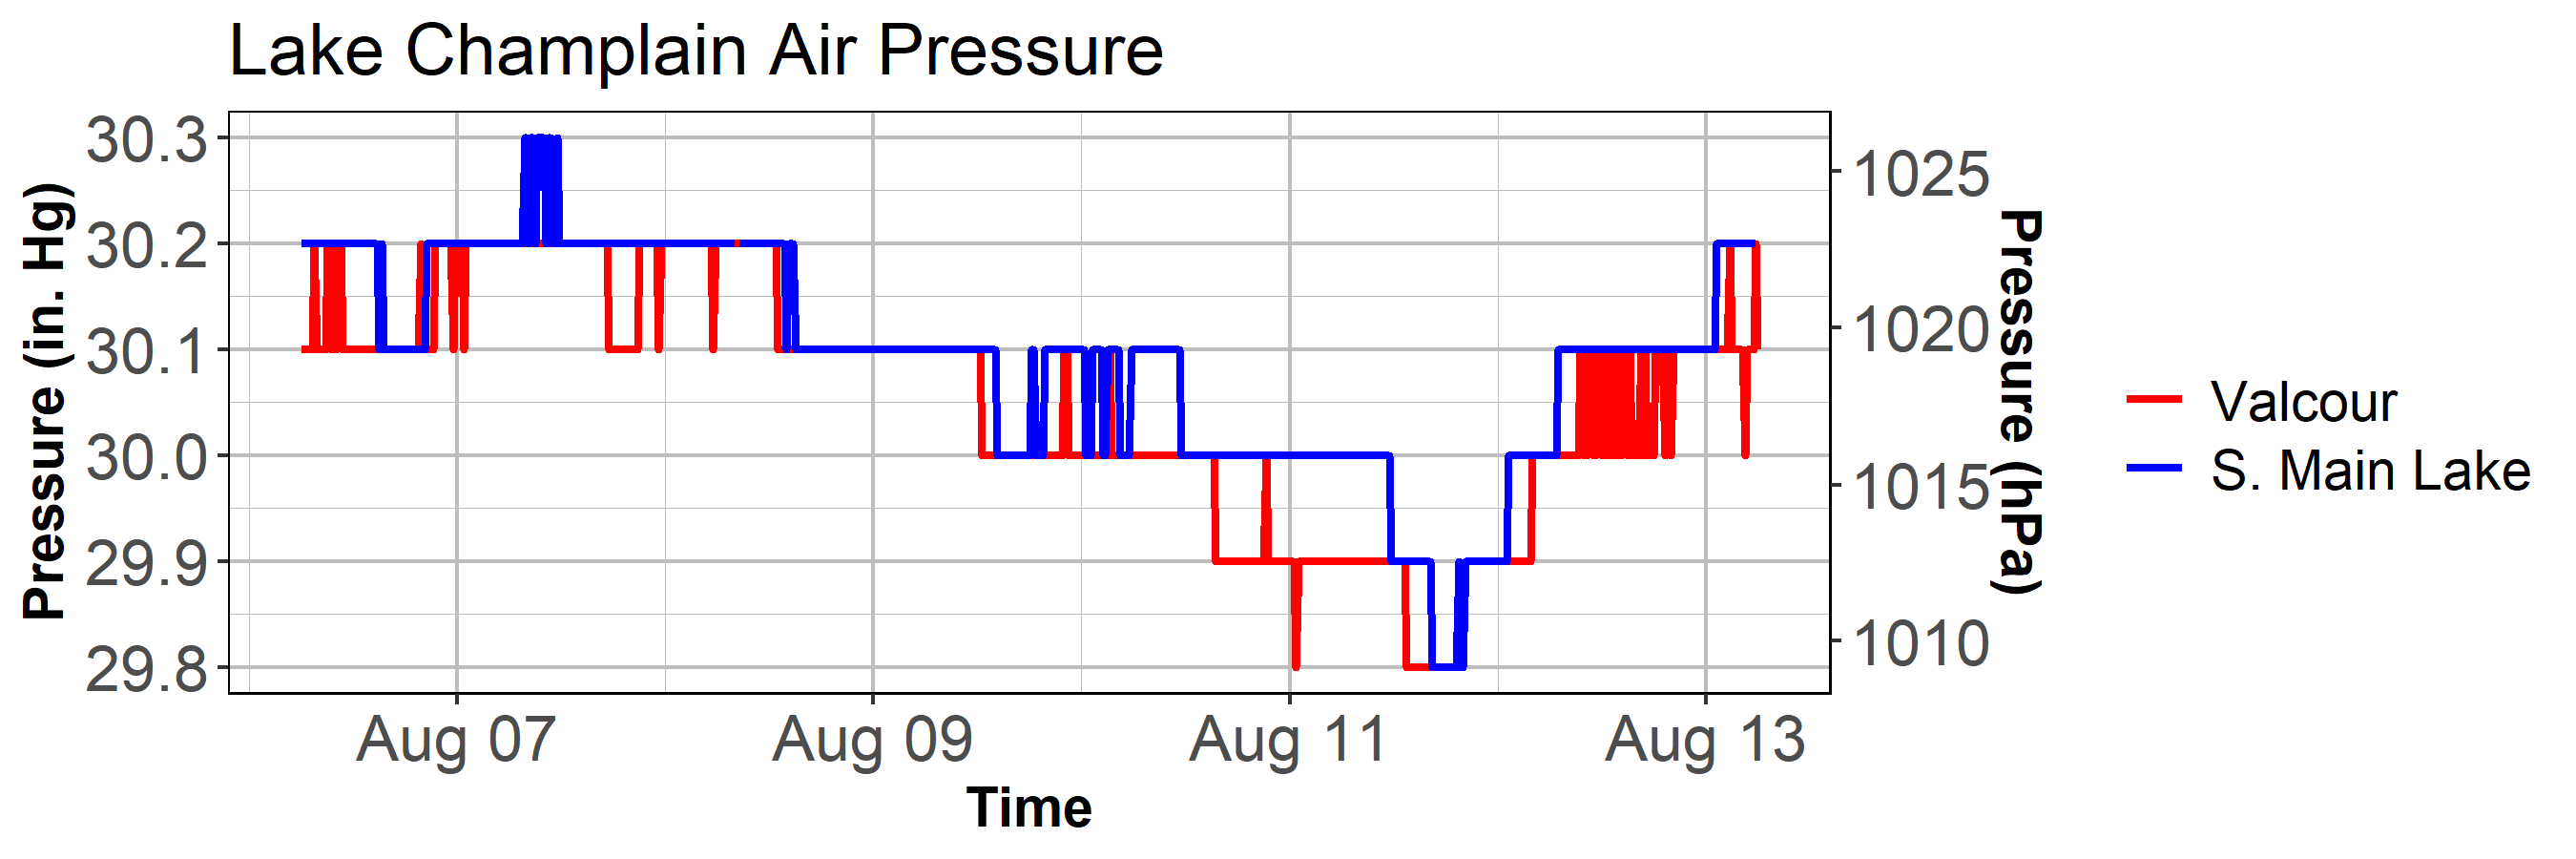 Lake Champlain Air Pressure
30.3
30.2
30.1
30.0
29.9
29.8
Pressure (in. Hg)
1025
1020
1015
1010
Pressure (hPa)
Aug 07
Aug 09
Aug 11
Aug 13
Time
Valcour
S. Main Lake